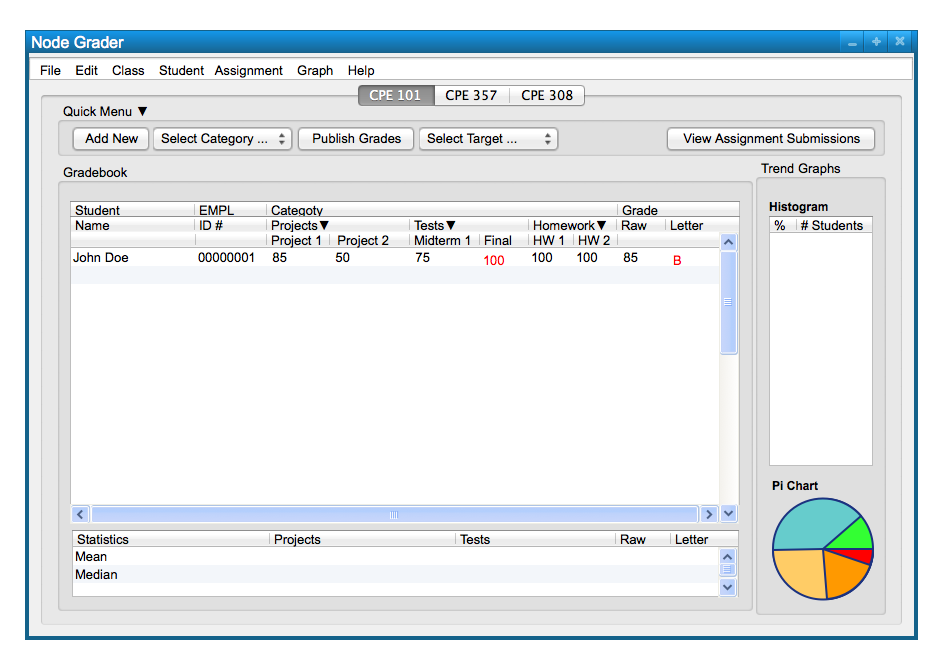 Node Grader
File Edit Class Student Assignment Graph Help
CPE 101 CPE 357 CPE 308
Quick Menu ▼
Add New Select Category ... Publish Grades Select Target ... View Assignment Submissions
Gradebook
Trend Graphs
Student EMPL Categoty Grade
Name ID # Projects▼ Tests▼ Homework▼ Raw Letter
Project 1 Project 2 Midterm 1 Final HW 1 HW 2
John Doe 00000001 85 50 75 100 100 100 85 B
Histogram
% # Students
Pi Chart
Statistics Projects Tests Raw Letter
Mean
Median